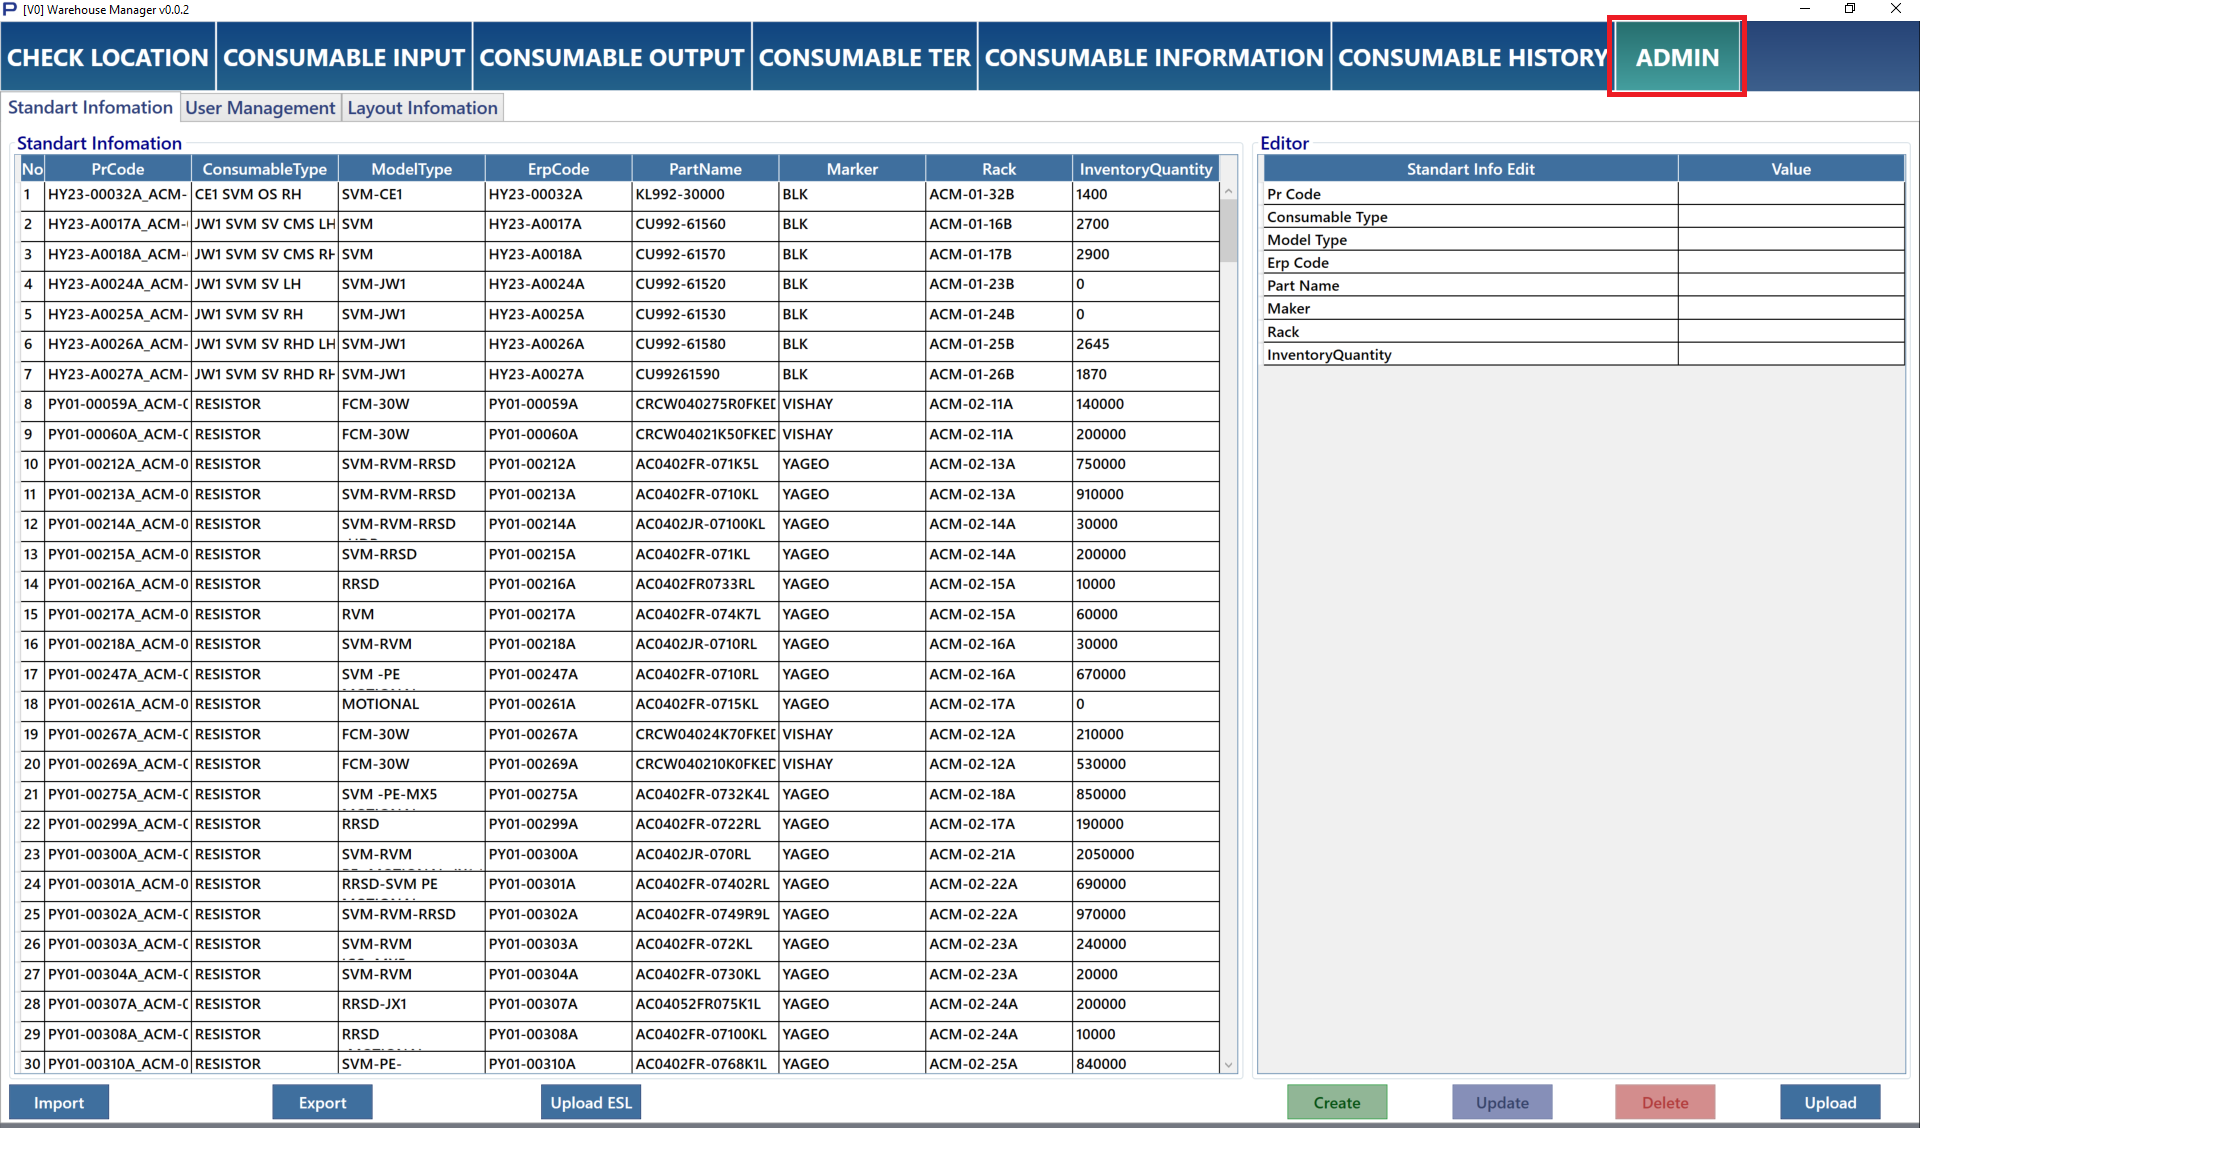 [V0] Warehouse Manager v0.0.2
CHECK LOCATION CONSUMABLE INPUT CONSUMABLE OUTPUT CONSUMABLE TER CONSUMABLE INFORMATION CONSUMABLE HISTORY ADMIN
Standart Infomation User Management Layout Infomation
Standart Infomation
No PrCode ConsumableType ModelType ErpCode PartName Marker Rack InventoryQuantity
1 HY23-00032A_ACM- CE1 SVM OS RH SVM-CE1 HY23-00032A KL992-30000 BLK ACM-01-32B 1400
2 HY23-A0017A_ACM- JW1 SVM SV CMS LH SVM HY23-A0017A CU992-61560 BLK ACM-01-16B 2700
3 HY23-A0018A_ACM- JW1 SVM SV CMS RH SVM HY23-A0018A CU992-61570 BLK ACM-01-17B 2900
4 HY23-A0024A_ACM- JW1 SVM SV LH SVM-JW1 HY23-A0024A CU992-61520 BLK ACM-01-23B 0
5 HY23-A0025A_ACM- JW1 SVM SV RH SVM-JW1 HY23-A0025A CU992-61530 BLK ACM-01-24B 0
6 HY23-A0026A_ACM- JW1 SVM SV RHD LH SVM-JW1 HY23-A0026A CU992-61580 BLK ACM-01-25B 2645
7 HY23-A0027A_ACM- JW1 SVM SV RHD RH SVM-JW1 HY23-A0027A CU99261590 BLK ACM-01-26B 1870
8 PY01-00059A_ACM-0 RESISTOR FCM-30W PY01-00059A CRCW040275R0FKED VISHAY ACM-02-11A 140000
9 PY01-00060A_ACM-0 RESISTOR FCM-30W PY01-00060A CRCW04021K50FKED VISHAY ACM-02-11A 200000
10 PY01-00212A_ACM-0 RESISTOR SVM-RVM-RRSD PY01-00212A AC0402FR-071K5L YAGEO ACM-02-13A 750000
11 PY01-00213A_ACM-0 RESISTOR SVM-RVM-RRSD PY01-00213A AC0402FR-0710KL YAGEO ACM-02-13A 910000
12 PY01-00214A_ACM-0 RESISTOR SVM-RVM-RRSD PY01-00214A AC0402JR-07100KL YAGEO ACM-02-14A 30000
13 PY01-00215A_ACM-0 RESISTOR SVM-RRSD PY01-00215A AC0402FR-071KL YAGEO ACM-02-14A 200000
14 PY01-00216A_ACM-0 RESISTOR RRSD PY01-00216A AC0402FR0733RL YAGEO ACM-02-15A 10000
15 PY01-00217A_ACM-0 RESISTOR RVM PY01-00217A AC0402FR-074K7L YAGEO ACM-02-15A 60000
16 PY01-00218A_ACM-0 RESISTOR SVM-RVM PY01-00218A AC0402JR-0710RL YAGEO ACM-02-16A 30000
17 PY01-00247A_ACM-0 RESISTOR SVM -PE PY01-00247A AC0402FR-0710RL YAGEO ACM-02-16A 670000
18 PY01-00261A_ACM-0 RESISTOR MOTIONAL PY01-00261A AC0402FR-0715KL YAGEO ACM-02-17A 0
19 PY01-00267A_ACM-0 RESISTOR FCM-30W PY01-00267A CRCW04024K70FKED VISHAY ACM-02-12A 210000
20 PY01-00269A_ACM-0 RESISTOR FCM-30W PY01-00269A CRCW040210K0FKED VISHAY ACM-02-12A 530000
21 PY01-00275A_ACM-0 RESISTOR SVM -PE-MX5 PY01-00275A AC0402FR-0732K4L YAGEO ACM-02-18A 850000
22 PY01-00299A_ACM-0 RESISTOR RRSD PY01-00299A AC0402FR-0722RL YAGEO ACM-02-17A 190000
23 PY01-00300A_ACM-0 RESISTOR SVM-RVM PY01-00300A AC0402JR-070RL YAGEO ACM-02-21A 2050000
24 PY01-00301A_ACM-0 RESISTOR RRSD-SVM PE PY01-00301A AC0402FR-07402RL YAGEO ACM-02-22A 690000
25 PY01-00302A_ACM-0 RESISTOR SVM-RVM-RRSD PY01-00302A AC0402FR-0749R9L YAGEO ACM-02-22A 970000
26 PY01-00303A_ACM-0 RESISTOR SVM-RVM PY01-00303A AC0402FR-072KL YAGEO ACM-02-23A 240000
27 PY01-00304A_ACM-0 RESISTOR SVM-RVM PY01-00304A AC0402FR-0730KL YAGEO ACM-02-23A 20000
28 PY01-00307A_ACM-0 RESISTOR RRSD-JX1 PY01-00307A AC04052FR075K1L YAGEO ACM-02-24A 200000
29 PY01-00308A_ACM-0 RESISTOR RRSD PY01-00308A AC0402FR-07100KL YAGEO ACM-02-24A 10000
30 PY01-00310A_ACM-0 RESISTOR SVM-PE- PY01-00310A AC0402FR-0768K1L YAGEO ACM-02-25A 840000
Import Export Upload ESL
Editor
Standart Info Edit Value
Pr Code
Consumable Type
Model Type
Erp Code
Part Name
Maker
Rack
InventoryQuantity
Create Update Delete Upload